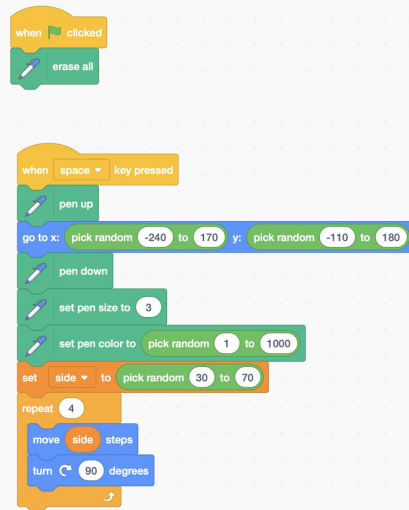 when clicked
erase all
when space key pressed
pen up
go to x: pick random -240 to 170 y: pick random -110 to 180
pen down
set pen size to 3
set pen color to pick random 1 to 1000
set side to pick random 30 to 70
repeat 4
move side steps
turn 90 degrees